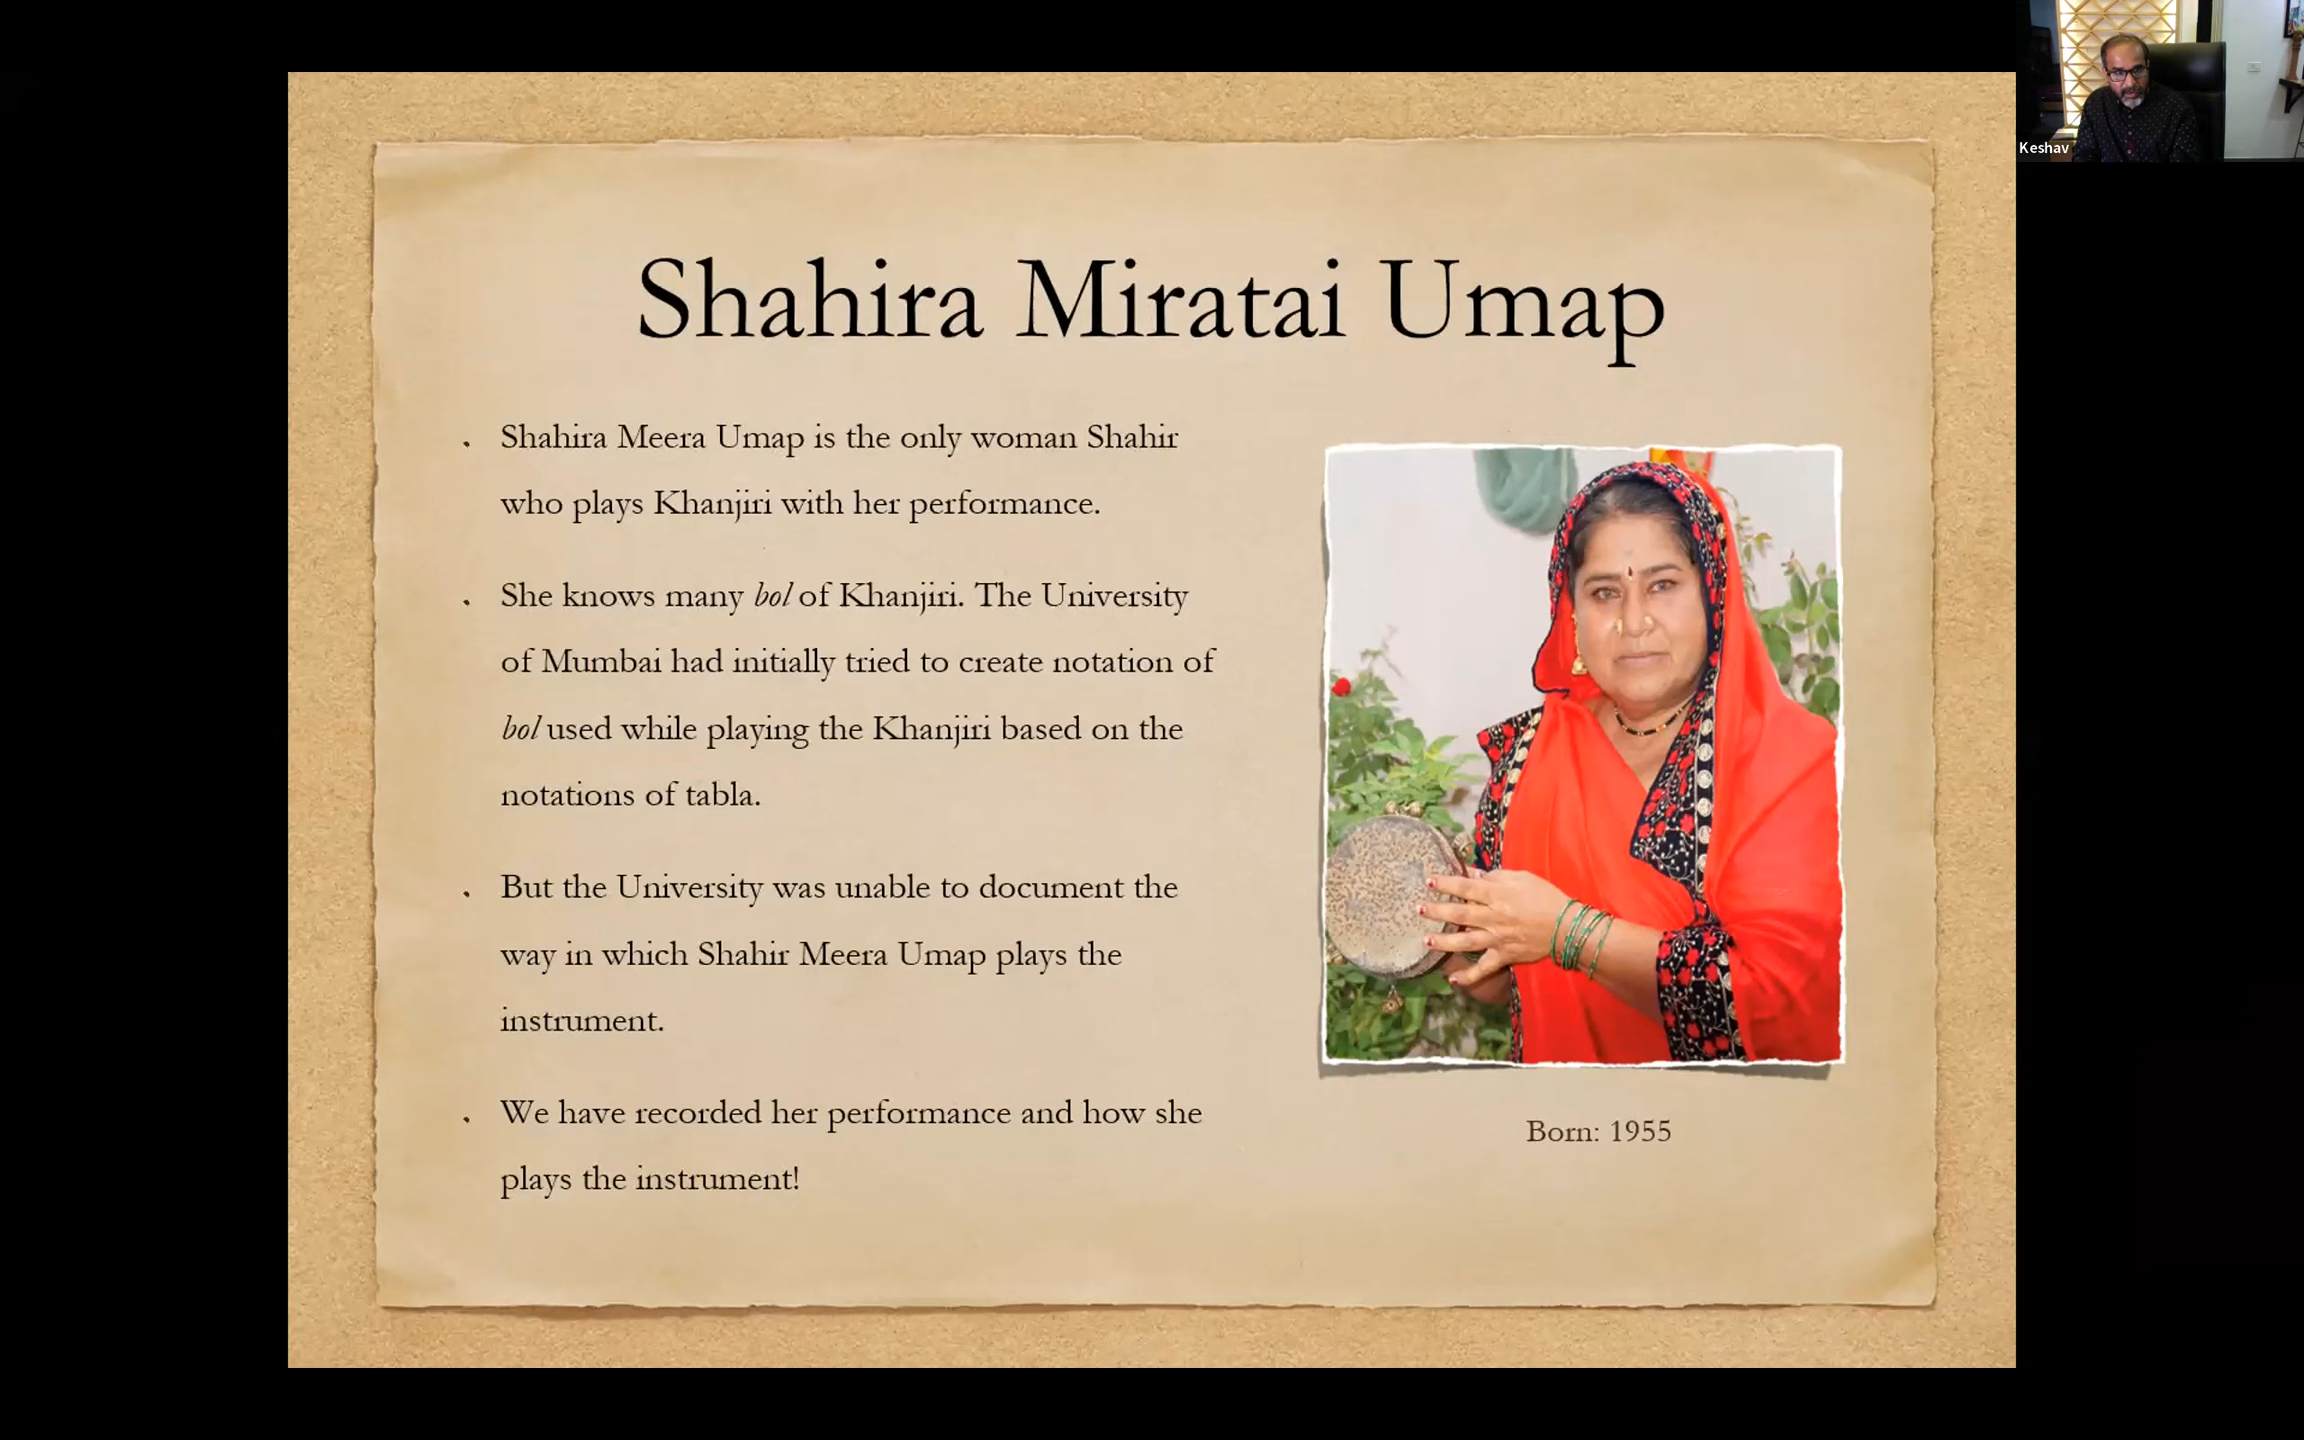 Keshav
Shahira Miratai Umap
Shahira Meera Umap is the only woman Shahir
who plays Khanjiri with her performance.
She knows many bol of Khanjiri. The University
of Mumbai had initially tried to create notation of
bol used while playing the Khanjiri based on the
notations of tabla.
But the University was unable to document the
way in which Shahir Meera Umap plays the
instrument.
We have recorded her performance and how she
plays the instrument!
Born: 1955